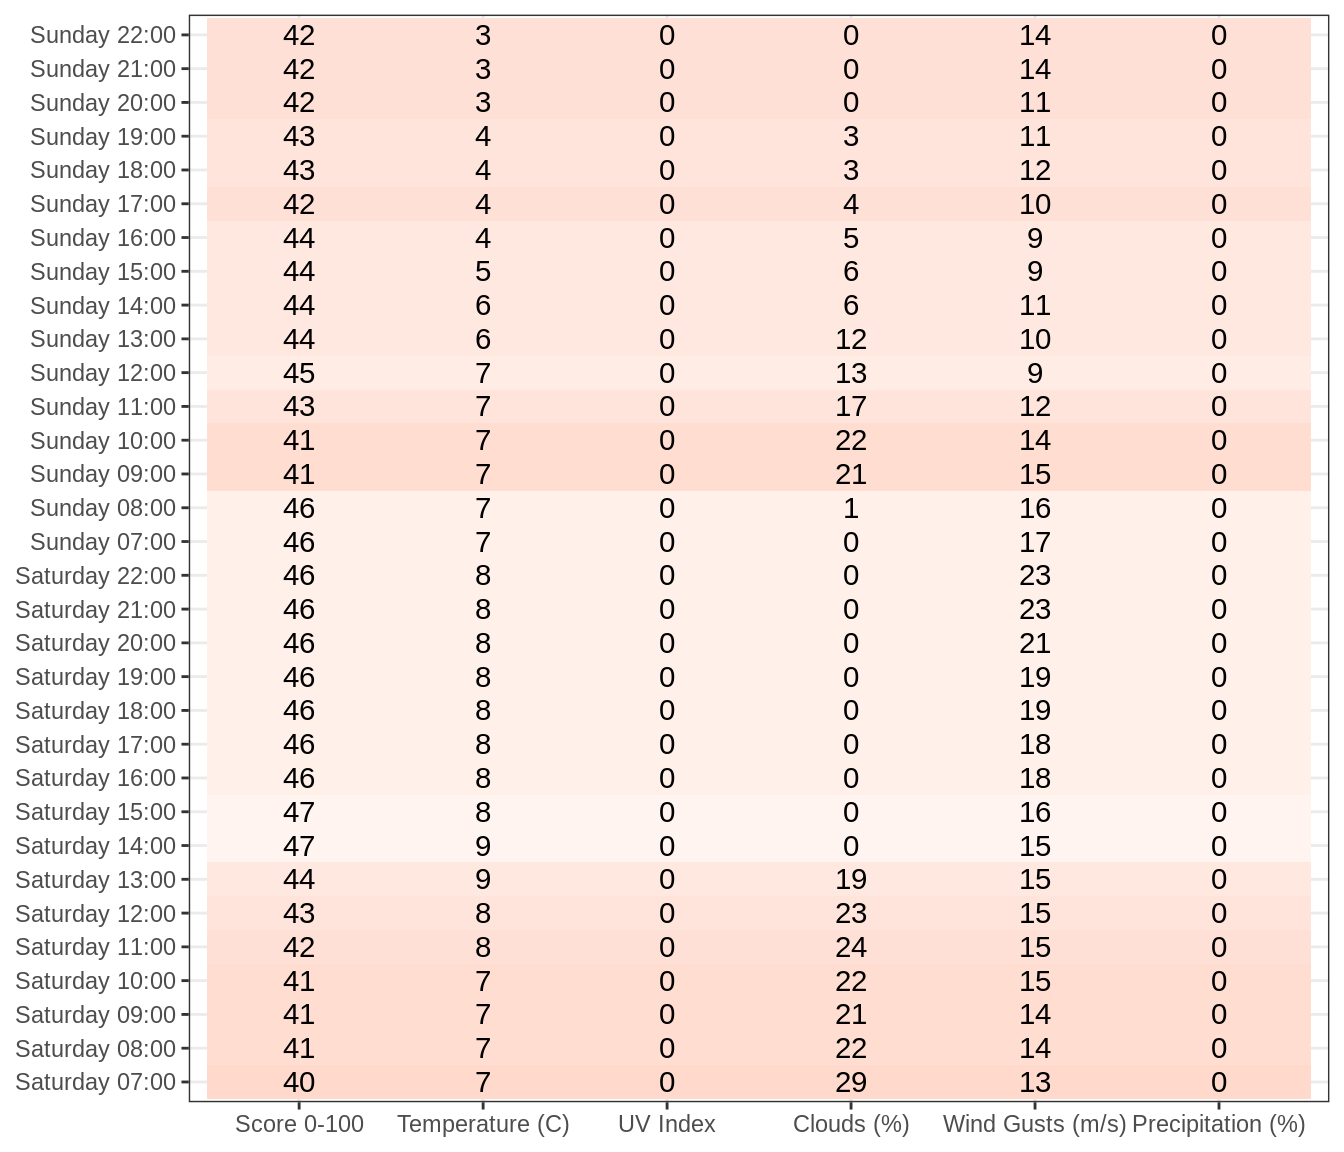 Sunday 22:00 42 3 0 0 14 0
Sunday 21:00 42 3 0 0 14 0
Sunday 20:00 42 3 0 0 11 0
Sunday 19:00 43 4 0 3 11 0
Sunday 18:00 43 4 0 3 12 0
Sunday 17:00 42 4 0 4 10 0
Sunday 16:00 44 4 0 5 9 0
Sunday 15:00 44 5 0 6 9 0
Sunday 14:00 44 6 0 6 11 0
Sunday 13:00 44 6 0 12 10 0
Sunday 12:00 45 7 0 13 9 0
Sunday 11:00 43 7 0 17 12 0
Sunday 10:00 41 7 0 22 14 0
Sunday 09:00 41 7 0 21 15 0
Sunday 08:00 46 7 0 1 16 0
Sunday 07:00 46 7 0 0 17 0
Saturday 22:00 46 8 0 0 23 0
Saturday 21:00 46 8 0 0 23 0
Saturday 20:00 46 8 0 0 21 0
Saturday 19:00 46 8 0 0 19 0
Saturday 18:00 46 8 0 0 19 0
Saturday 17:00 46 8 0 0 18 0
Saturday 16:00 46 8 0 0 18 0
Saturday 15:00 47 8 0 0 16 0
Saturday 14:00 47 9 0 0 15 0
Saturday 13:00 44 9 0 19 15 0
Saturday 12:00 43 8 0 23 15 0
Saturday 11:00 42 8 0 24 15 0
Saturday 10:00 41 7 0 22 15 0
Saturday 09:00 41 7 0 21 14 0
Saturday 08:00 41 7 0 22 14 0
Saturday 07:00 40 7 0 29 13 0
Score 0-100 Temperature (C) UV Index Clouds (%) Wind Gusts (m/s) Precipitation (%)